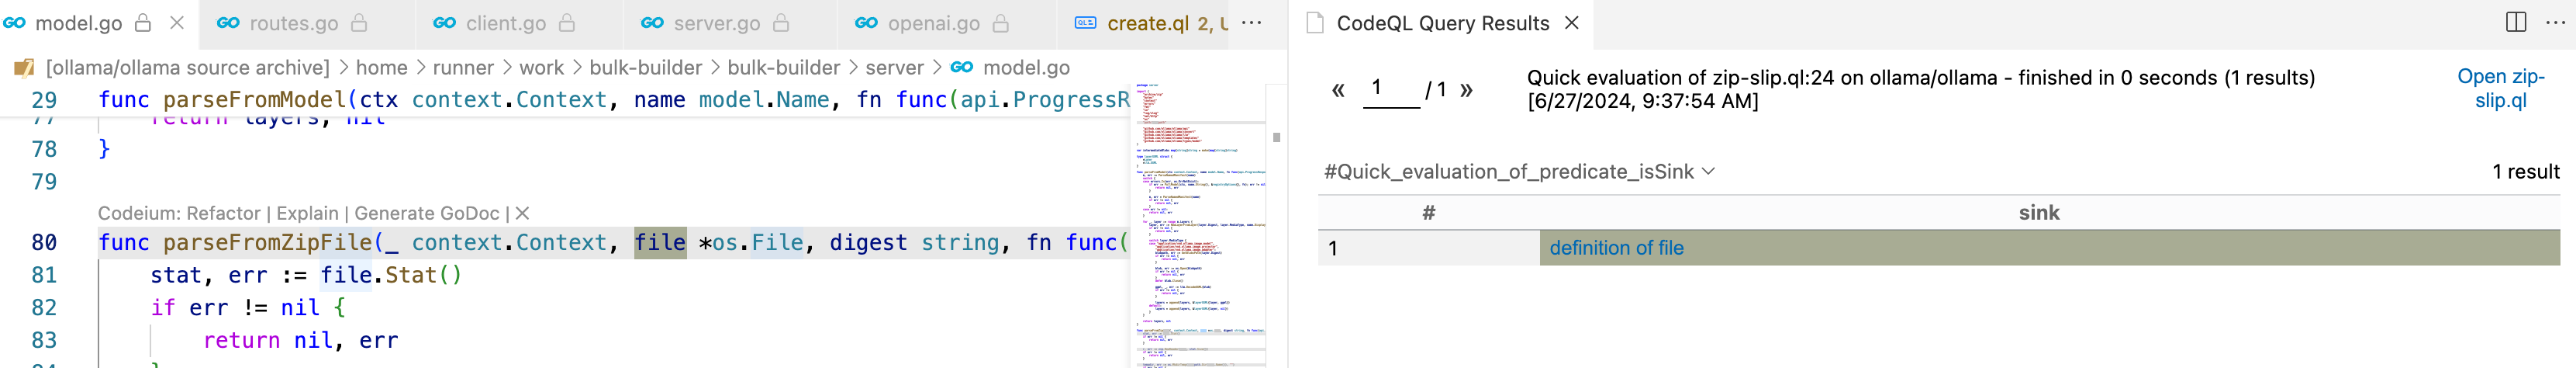 model.go
routes.go
client.go
server.go
openai.go
create.ql 2, U
···
[ollama/ollama source archive] > home > runner > work > bulk-builder > bulk-builder > server > model.go
29 func parseFromModel(ctx context.Context, name model.Name, fn func(api.ProgressR
77 return layers, nil
78 }
79
Codeium: Refactor | Explain | Generate GoDoc | ×
80 func parseFromZipFile(_ context.Context, file *os.File, digest string, fn func(
81 stat, err := file.Stat()
82 if err != nil {
83 return nil, err
84 }
CodeQL Query Results
« 1 / 1 »
Quick evaluation of zip-slip.ql:24 on ollama/ollama - finished in 0 seconds (1 results)
[6/27/2024, 9:37:54 AM]
Open zip-
slip.ql
#Quick_evaluation_of_predicate_isSink
1 result
# sink
1 definition of file